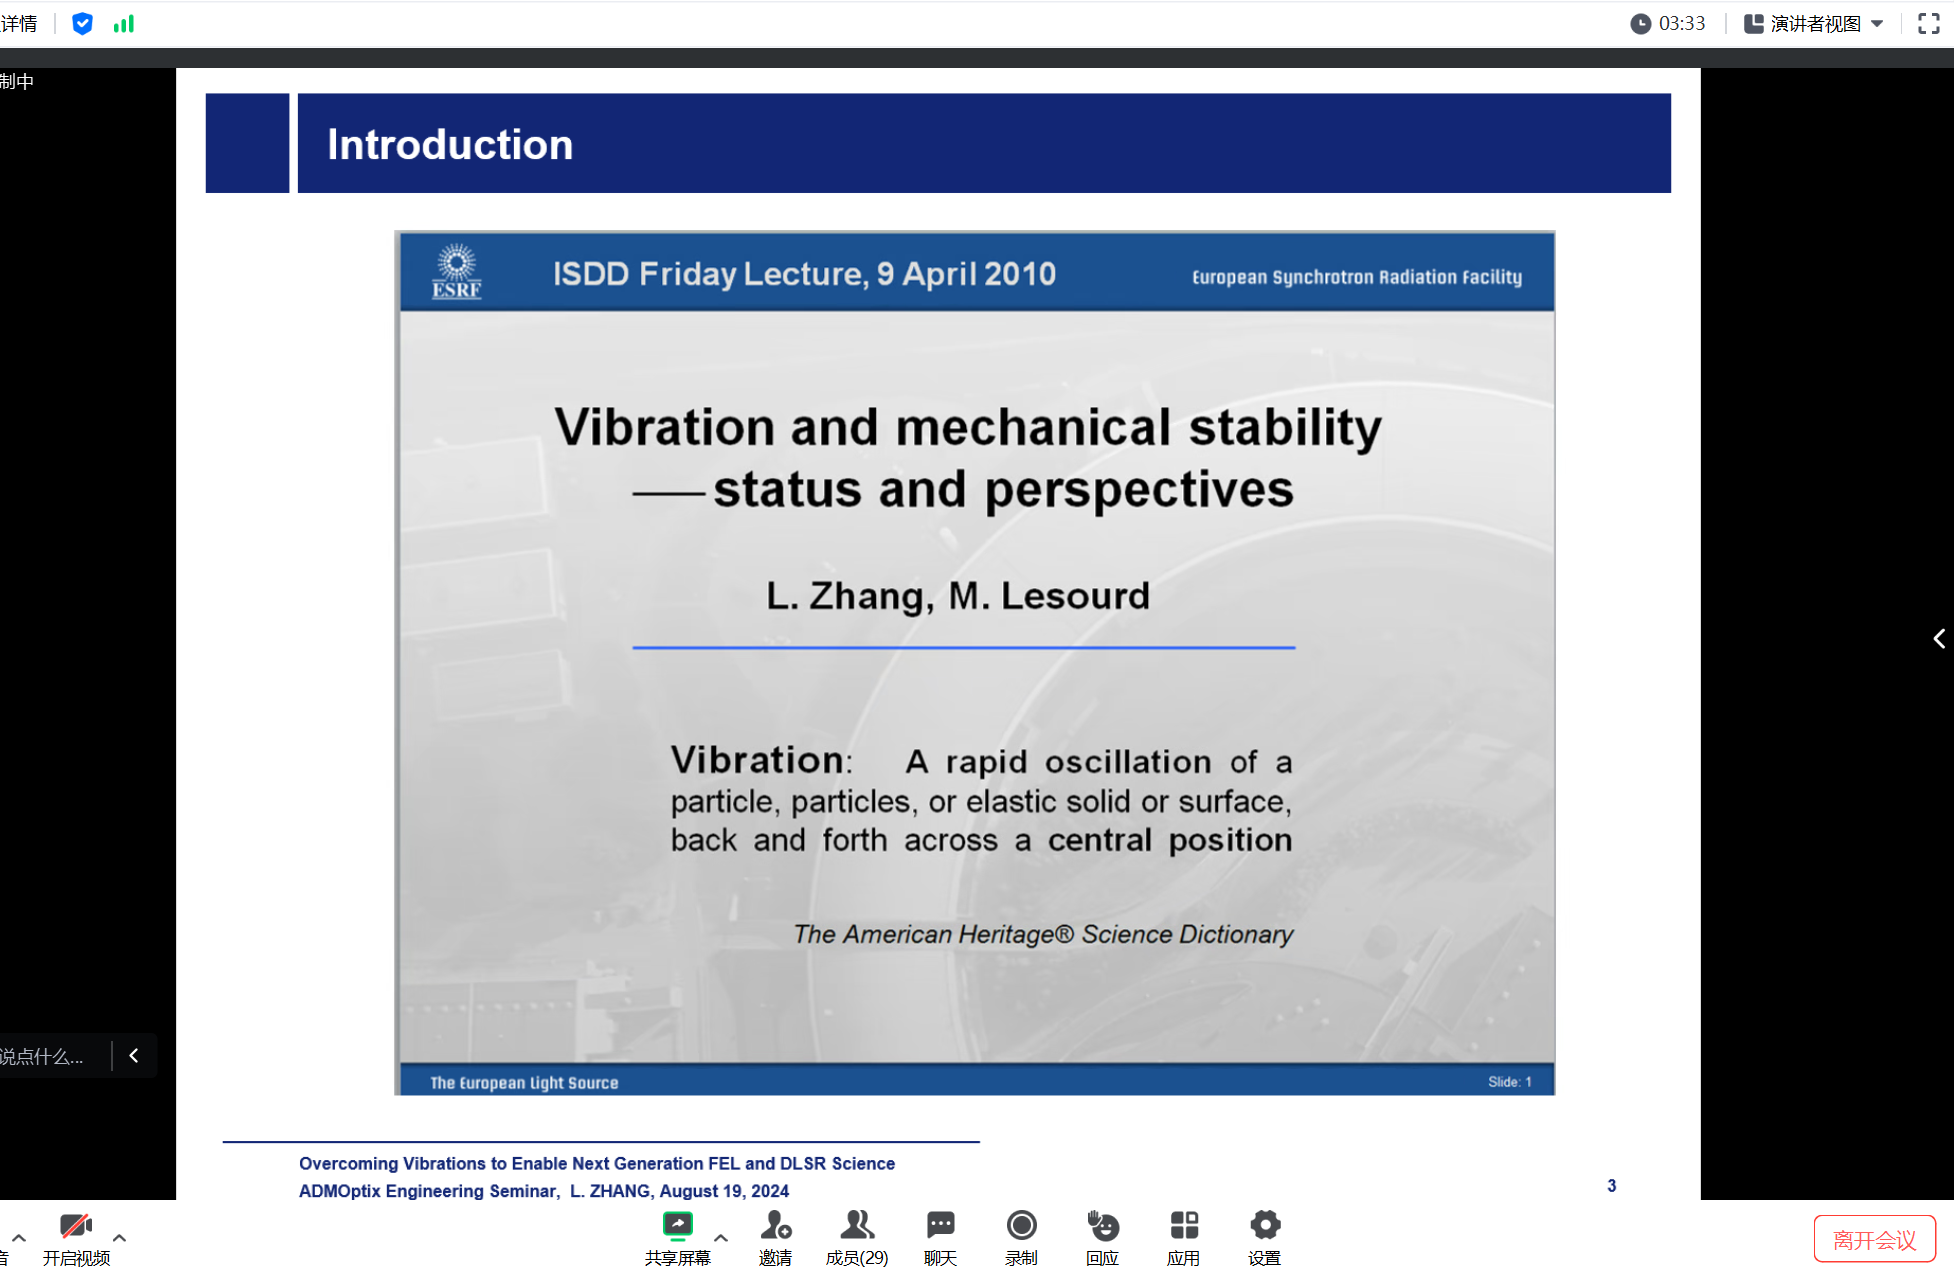 详情
03:33
演讲者视图
制中
Introduction
ESRF
ISDD Friday Lecture, 9 April 2010
European Synchrotron Radiation Facility
Vibration and mechanical stability
——status and perspectives
L. Zhang, M. Lesourd
Vibration: A rapid oscillation of a
particle, particles, or elastic solid or surface,
back and forth across a central position
The American Heritage® Science Dictionary
说点什么...
The European Light Source
Slide: 1
Overcoming Vibrations to Enable Next Generation FEL and DLSR Science
ADMOptix Engineering Seminar, L. ZHANG, August 19, 2024
3
音
开启视频
共享屏幕
邀请
成员(29)
聊天
录制
回应
应用
设置
离开会议